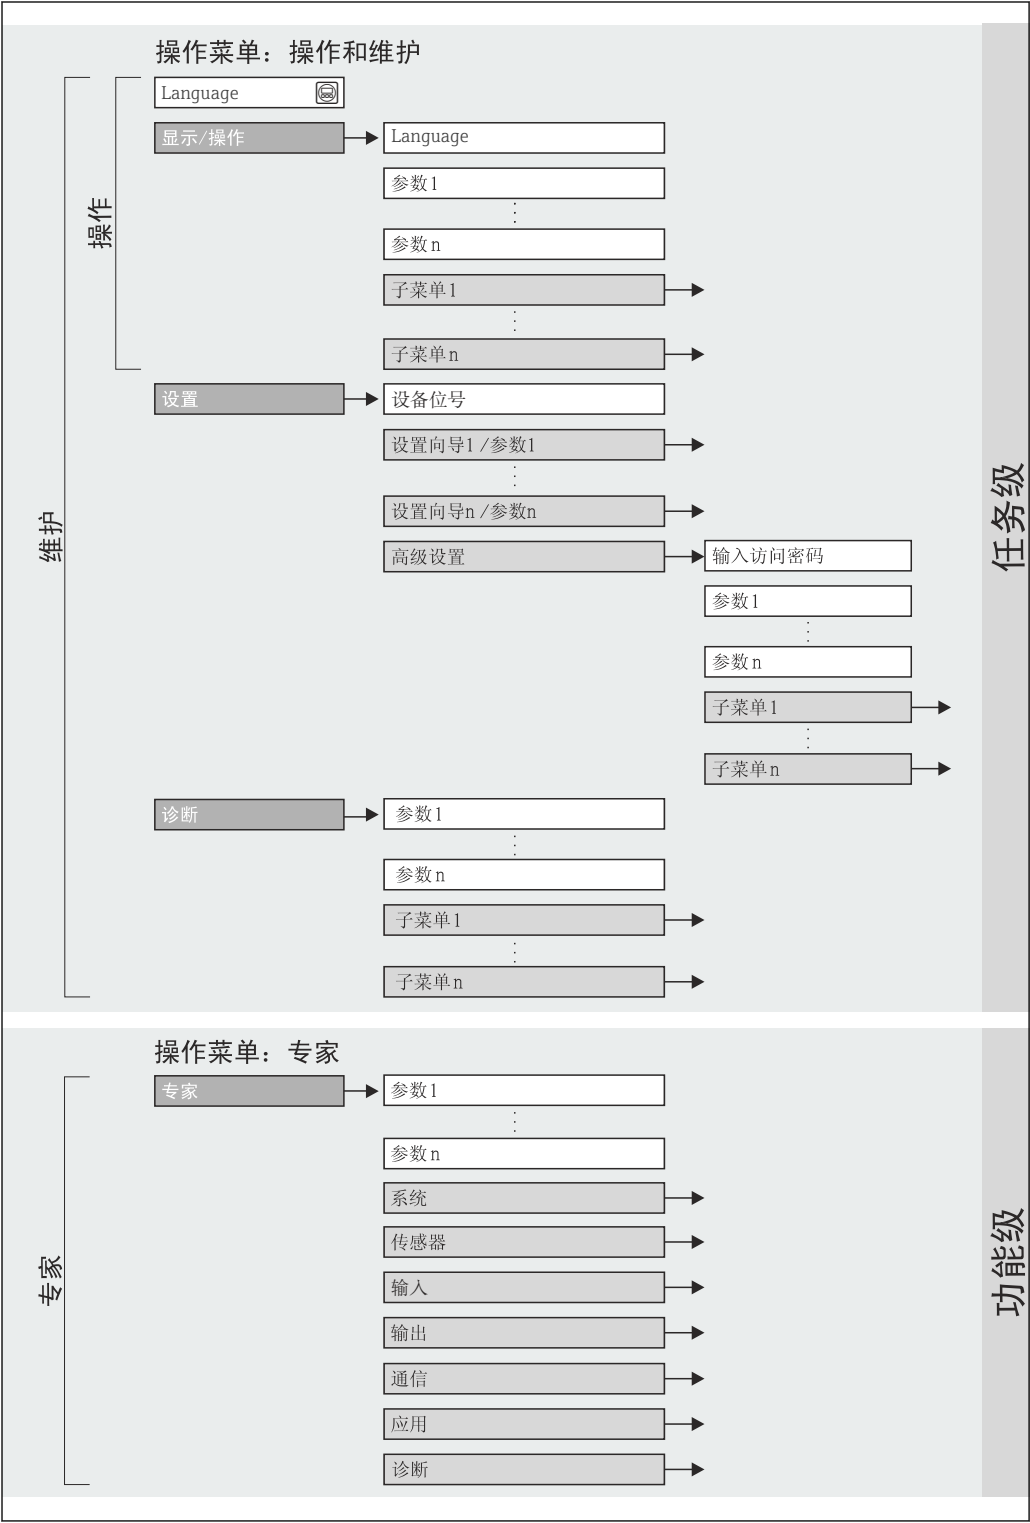 操作菜单：操作和维护
Language
显示/操作
Language
参数1
操作
参数n
子菜单1
子菜单n
设置
设备位号
设置向导1 /参数1
设置向导n /参数n
维护
高级设置
输入访问密码
任务级
参数1
参数n
子菜单1
子菜单n
诊断
参数1
参数n
子菜单1
子菜单n
操作菜单：专家
专家
参数1
参数n
系统
传感器
专家
输入
功能级
输出
通信
应用
诊断